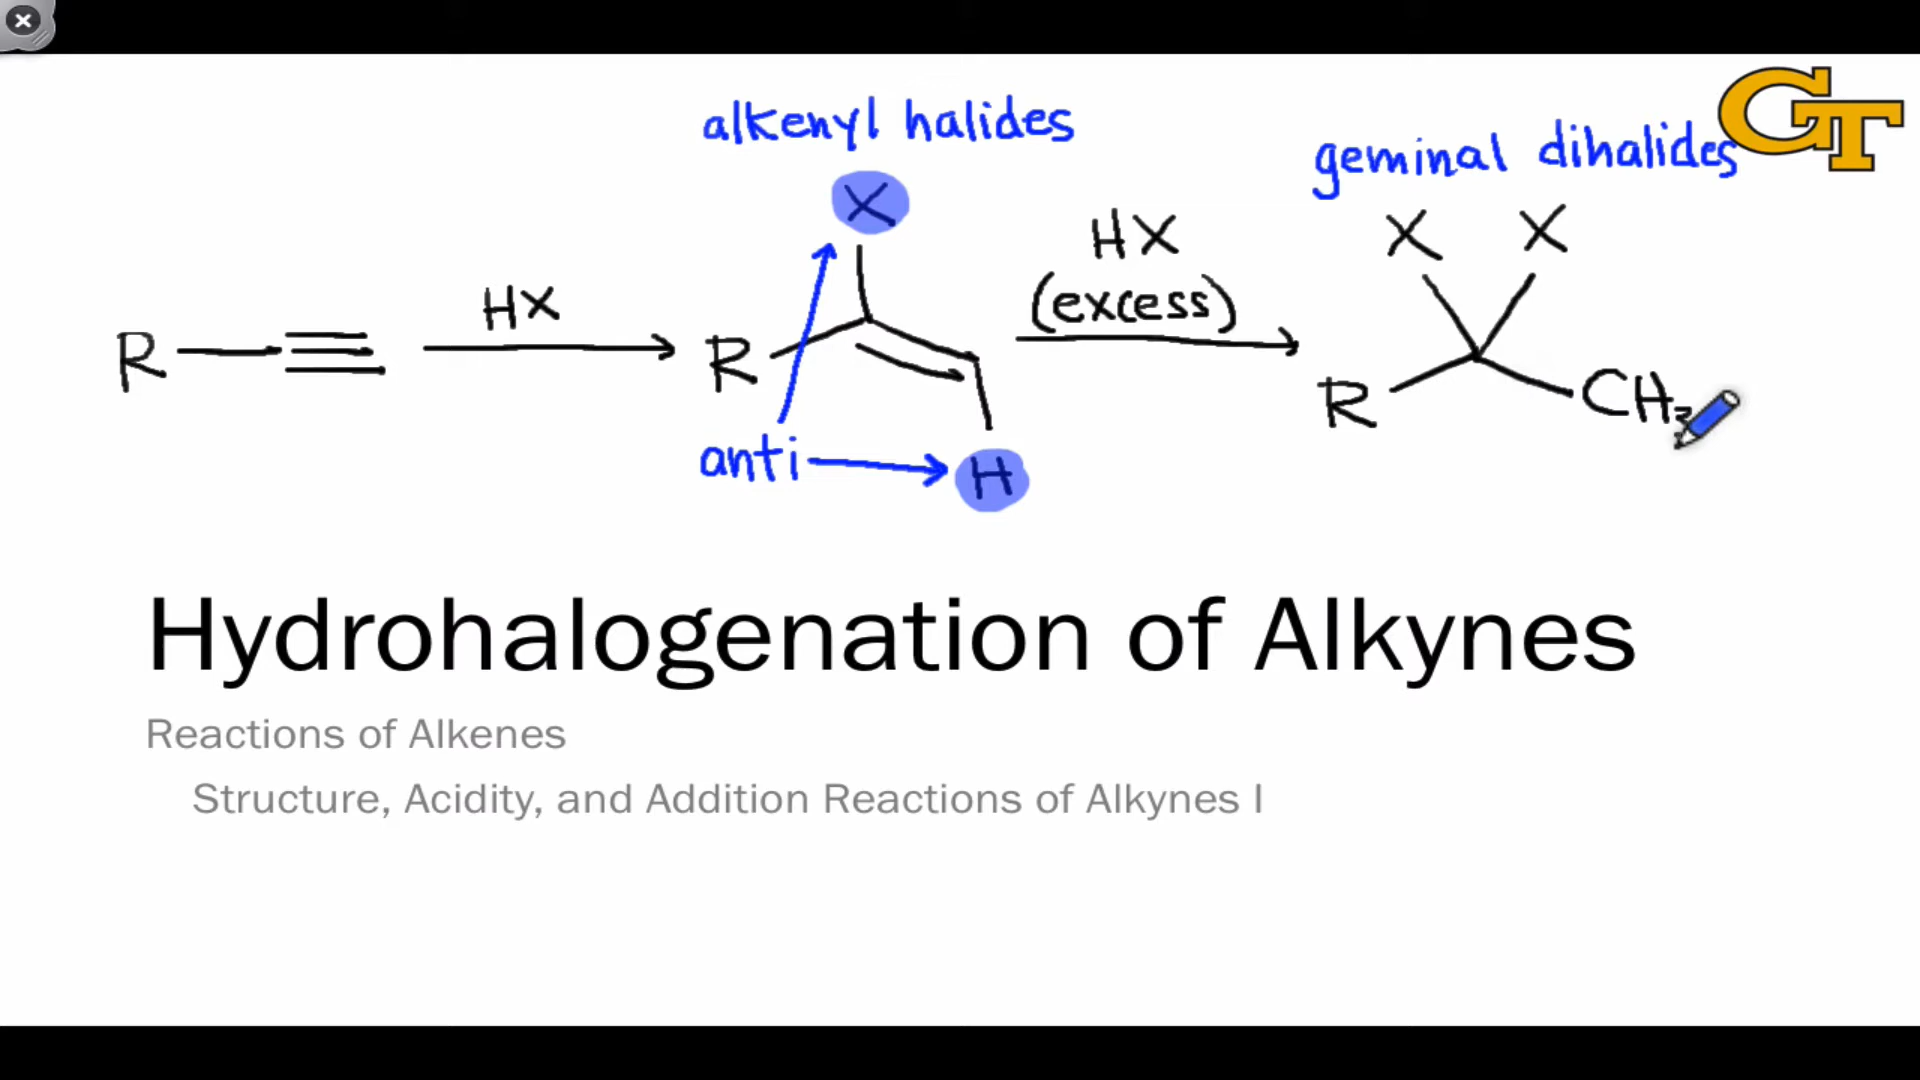 alkenyl halides
geminal dihalides
GT
X
HX
X X
HX
(excess)
R
R
R
CH3
anti
H
Hydrohalogenation of Alkynes
Reactions of Alkenes
Structure, Acidity, and Addition Reactions of Alkynes I